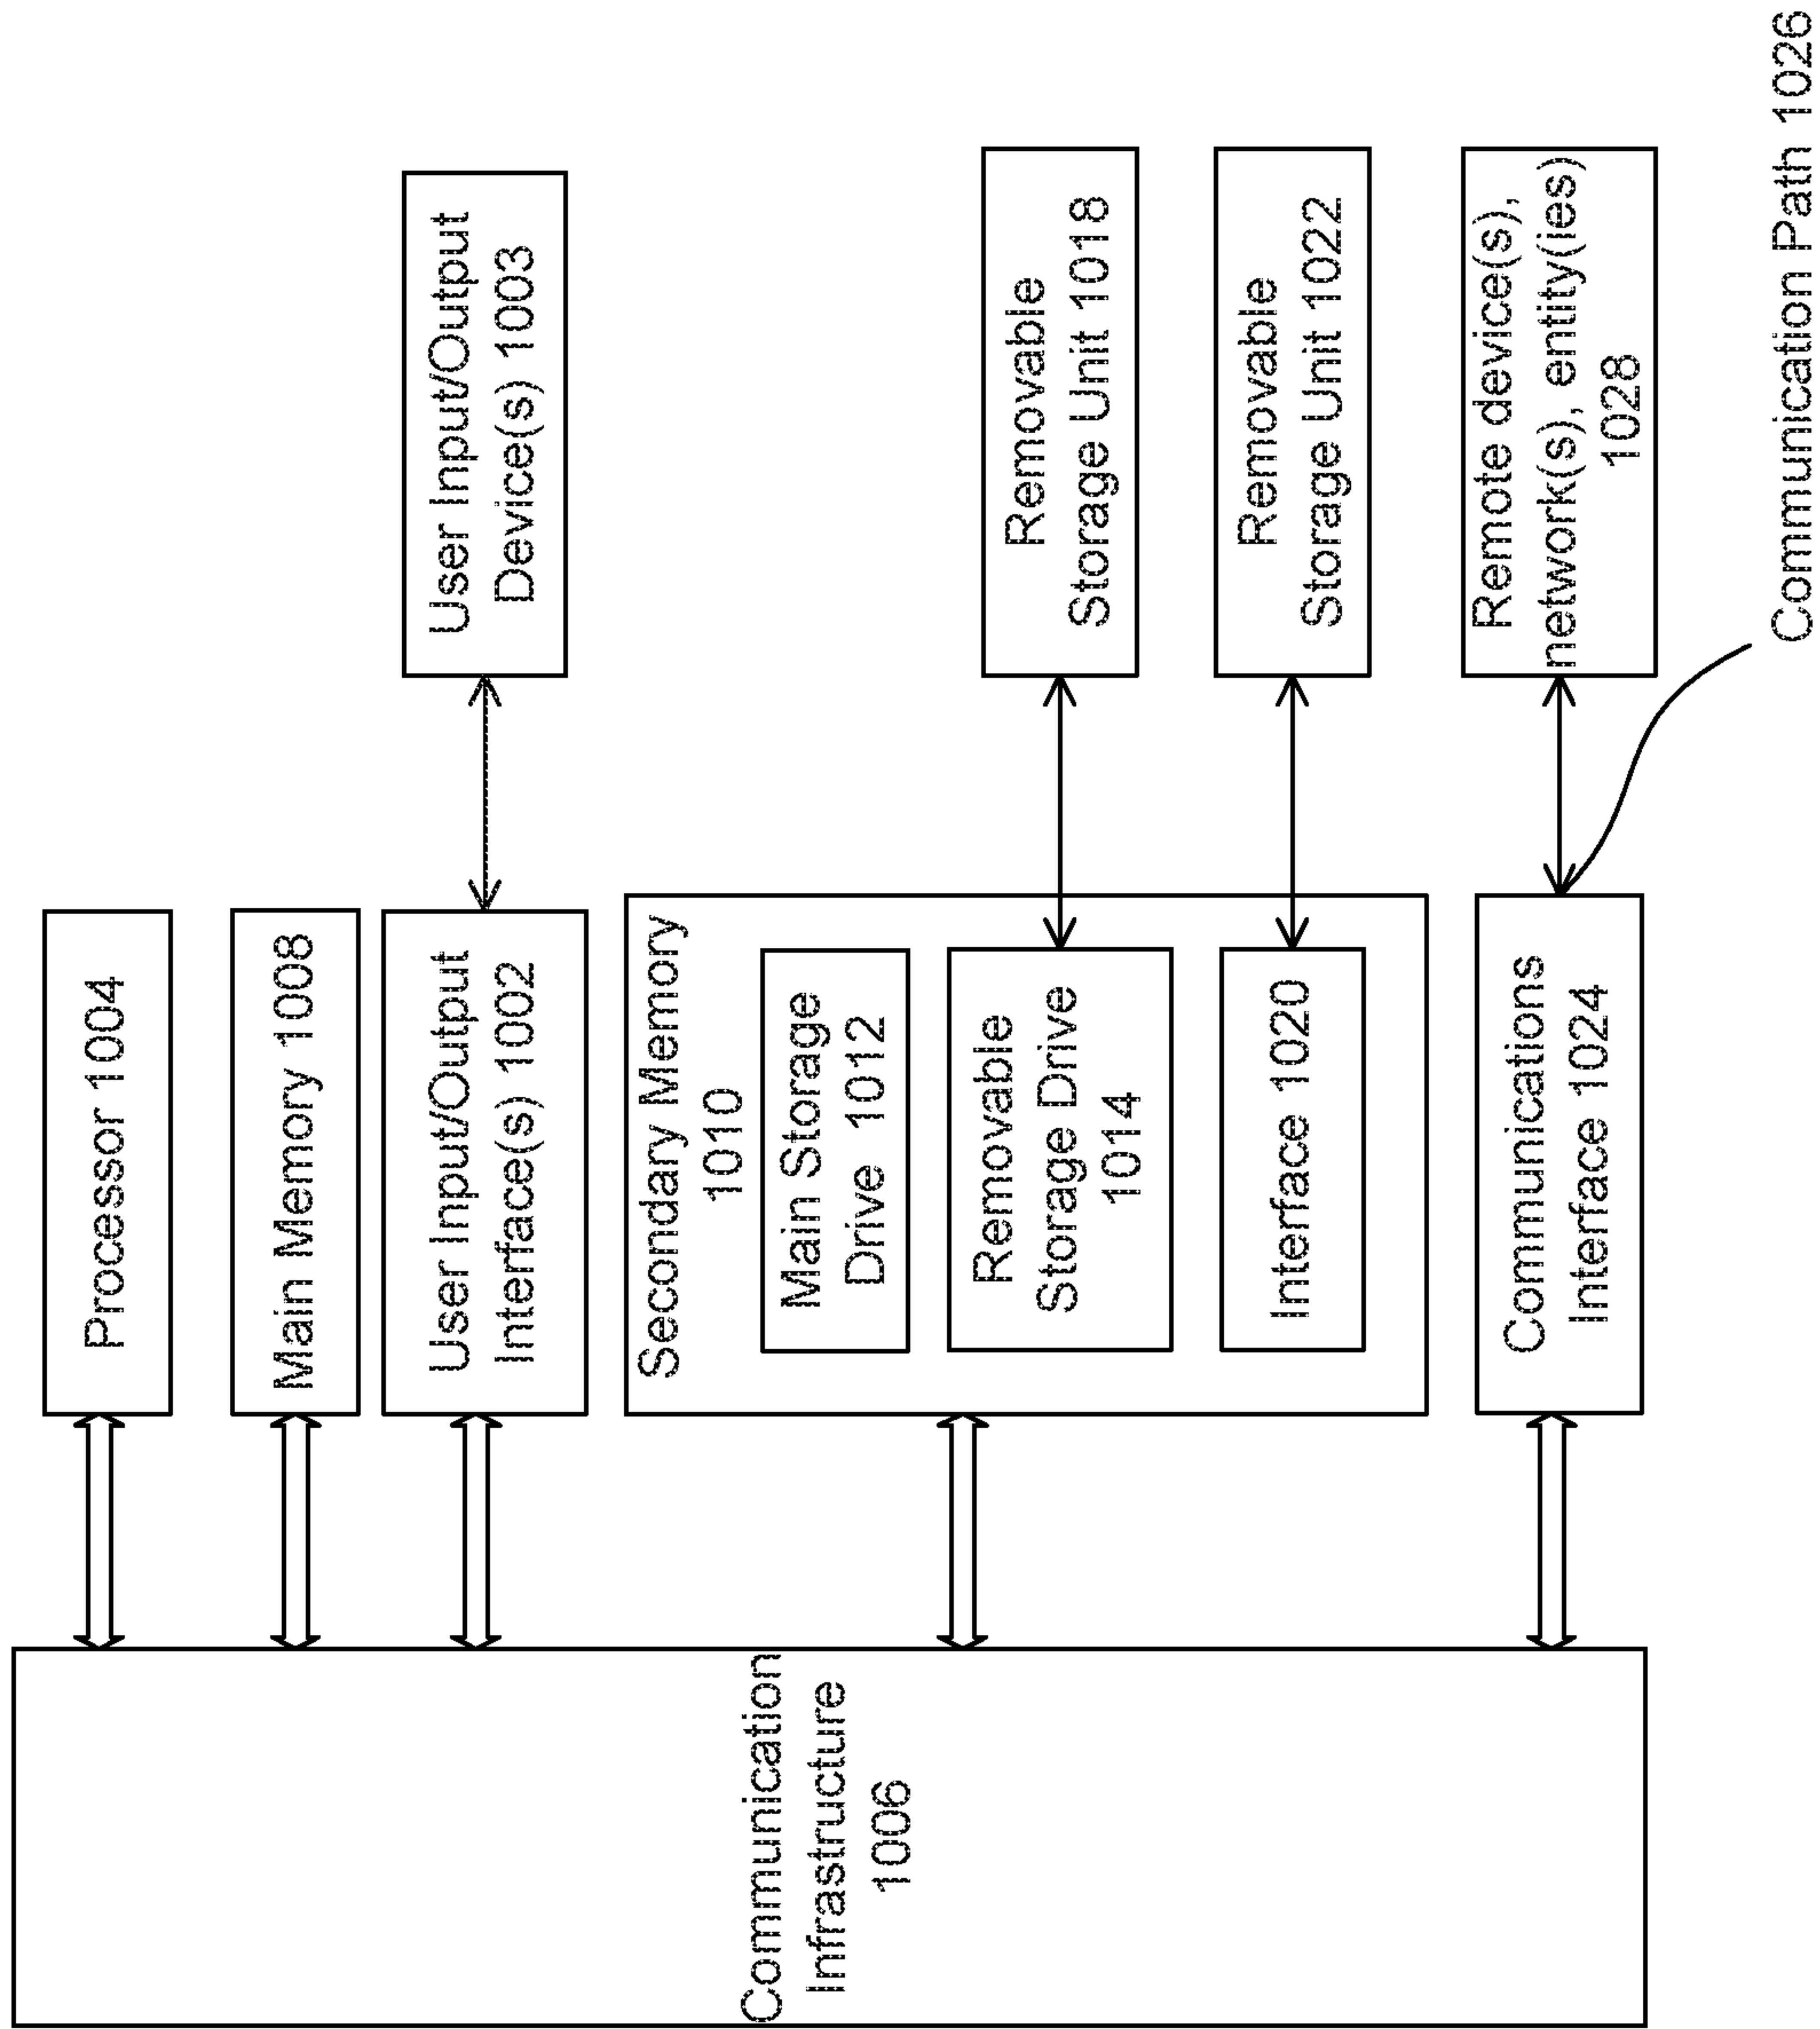 Processor 1004
Main Memory 1008
User Input/Output
Interface(s) 1002
User Input/Output
Device(s) 1003
Communication
Infrastructure
1006
Secondary Memory
1010
Main Storage
Drive 1012
Removable
Storage Drive
1014
Interface 1020
Removable
Storage Unit 1018
Removable
Storage Unit 1022
Communications
Interface 1024
Remote device(s),
network(s), entity(ies)
1028
Communication Path 1026